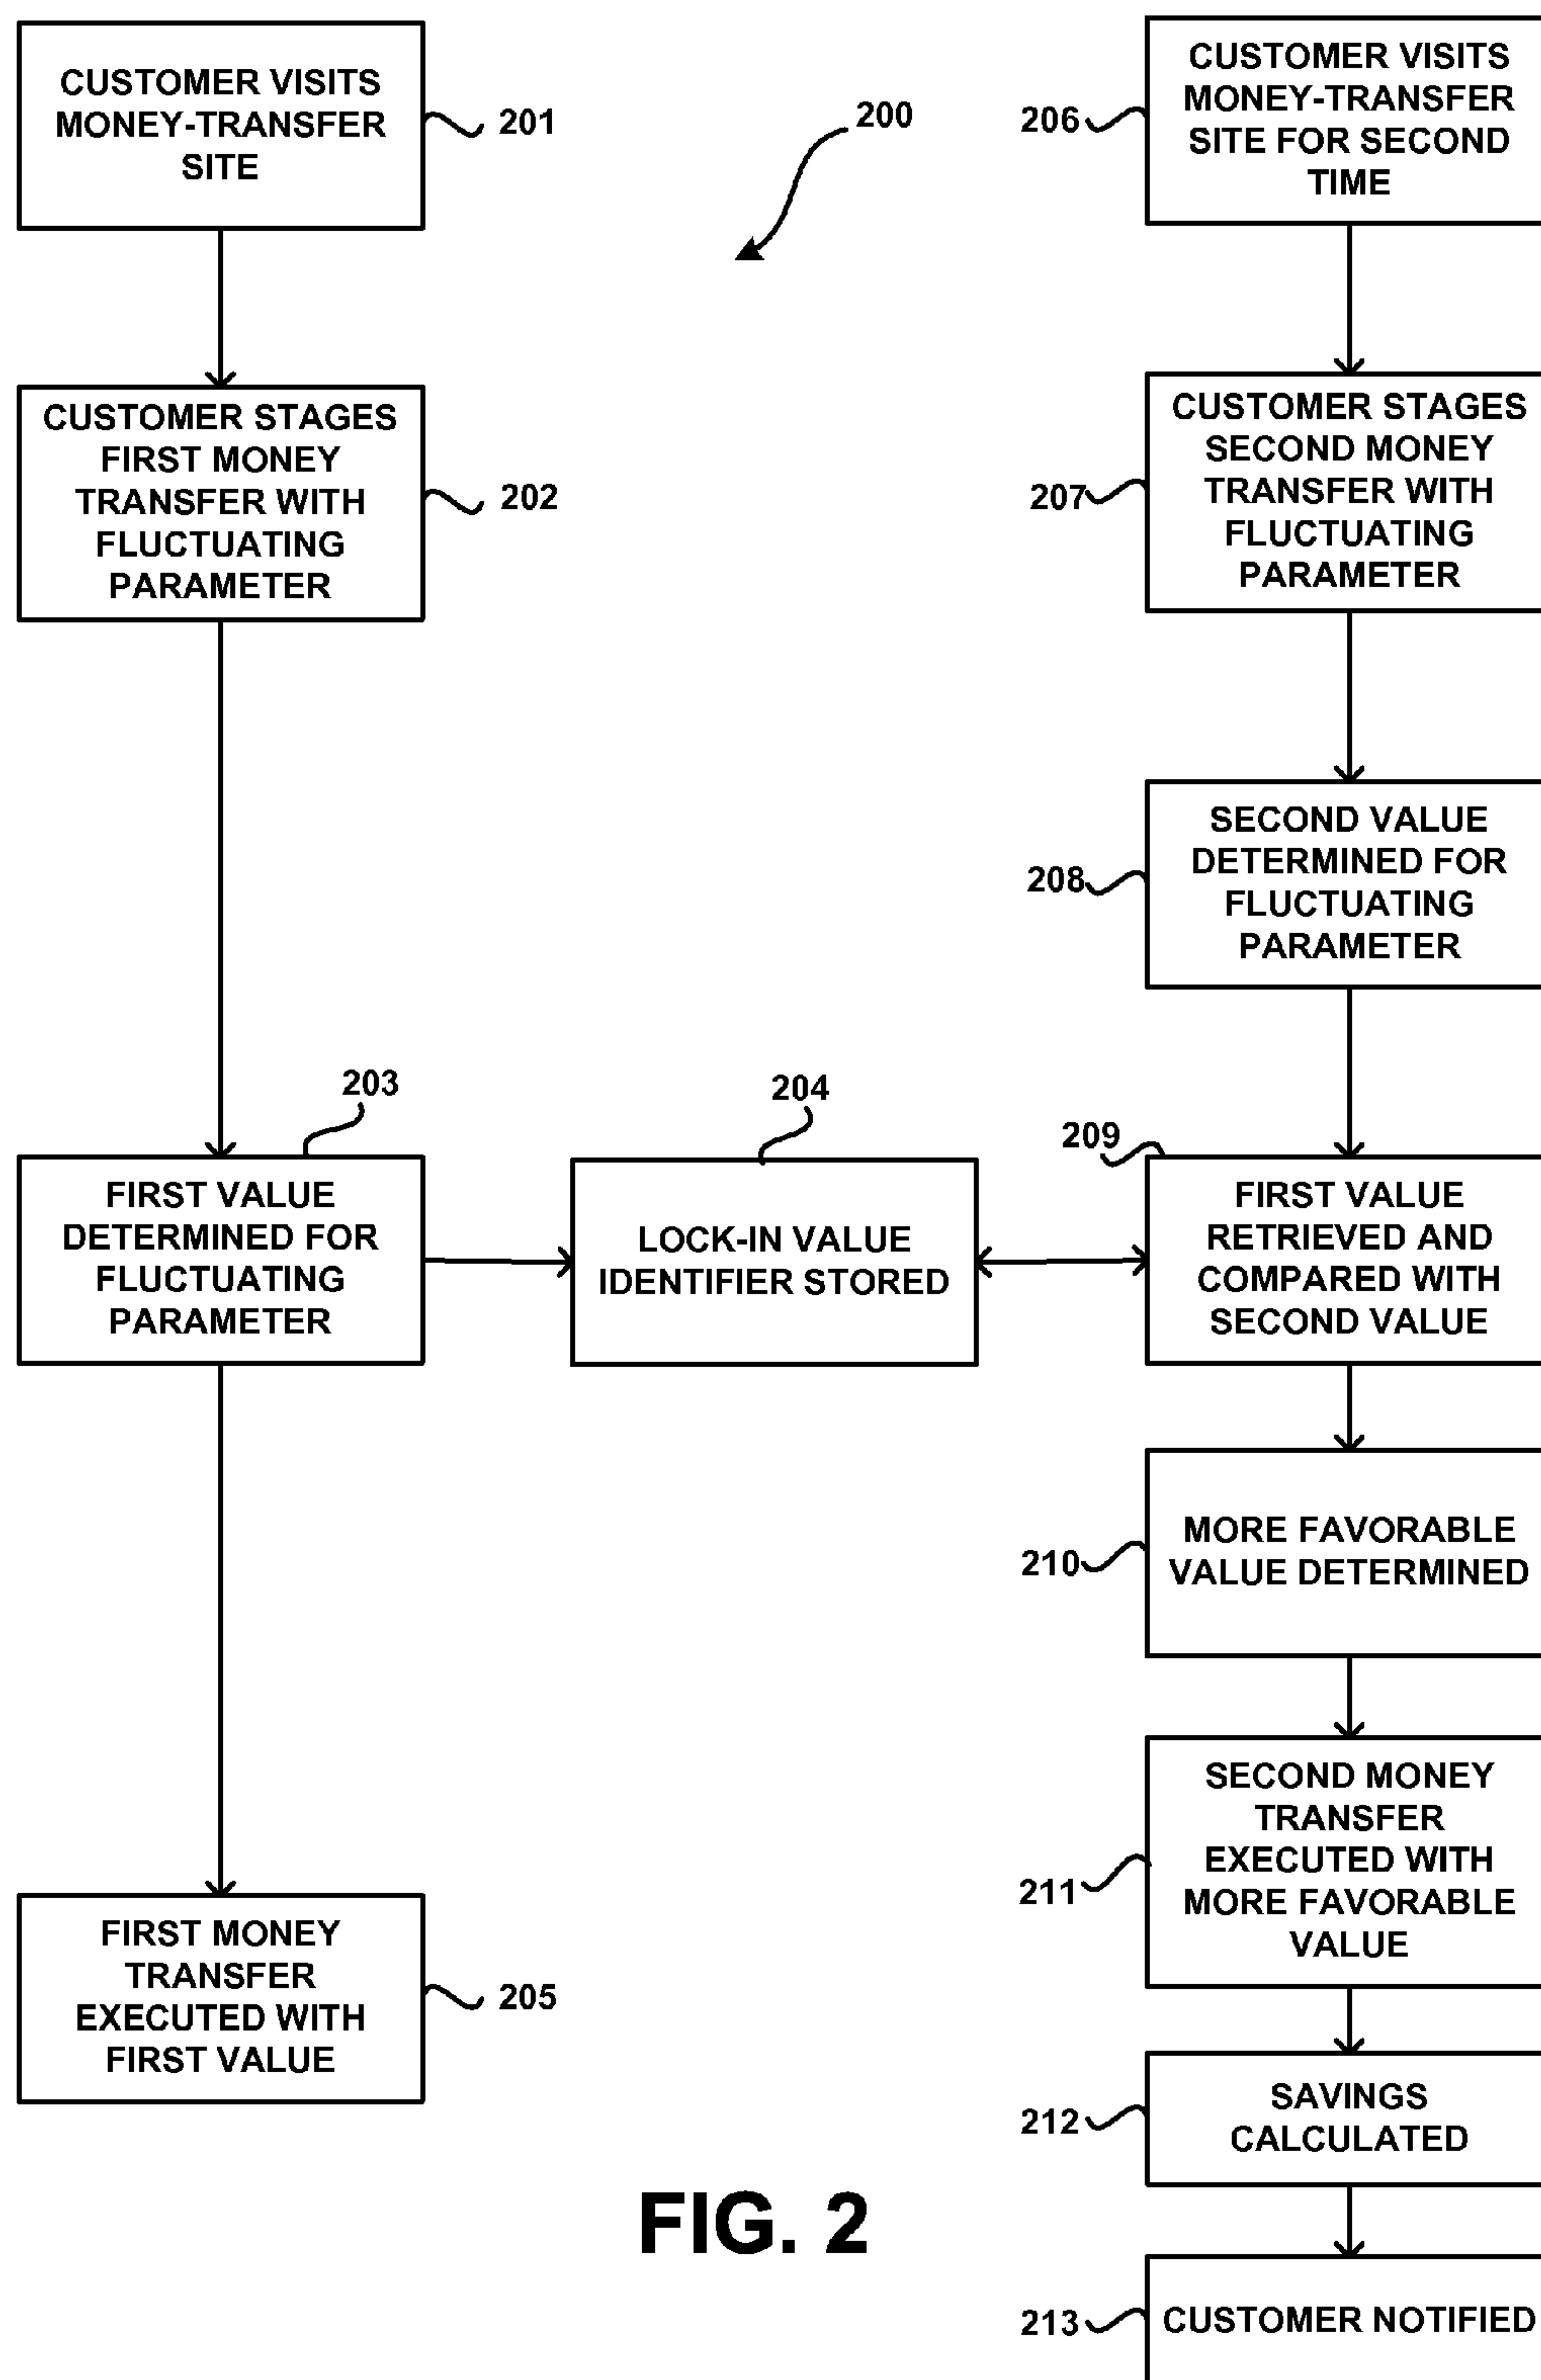 CUSTOMER VISITS
MONEY-TRANSFER
SITE
201
CUSTOMER STAGES
FIRST MONEY
TRANSFER WITH
FLUCTUATING
PARAMETER
202
203
FIRST VALUE
DETERMINED FOR
FLUCTUATING
PARAMETER
204
LOCK-IN VALUE
IDENTIFIER STORED
FIRST MONEY
TRANSFER
EXECUTED WITH
FIRST VALUE
205
200
206
CUSTOMER VISITS
MONEY-TRANSFER
SITE FOR SECOND
TIME
207
CUSTOMER STAGES
SECOND MONEY
TRANSFER WITH
FLUCTUATING
PARAMETER
208
SECOND VALUE
DETERMINED FOR
FLUCTUATING
PARAMETER
209
FIRST VALUE
RETRIEVED AND
COMPARED WITH
SECOND VALUE
210
MORE FAVORABLE
VALUE DETERMINED
211
SECOND MONEY
TRANSFER
EXECUTED WITH
MORE FAVORABLE
VALUE
212
SAVINGS
CALCULATED
213
CUSTOMER NOTIFIED
FIG. 2